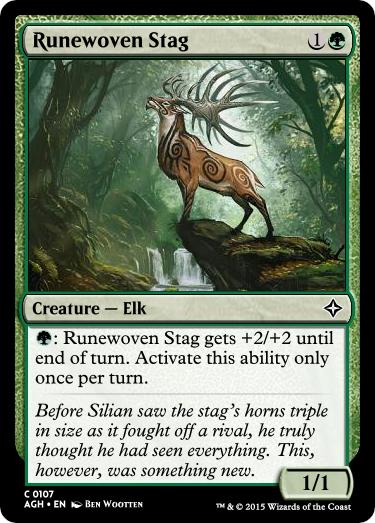 Runewoven Stag 1
Creature — Elk
: Runewoven Stag gets +2/+2 until
end of turn. Activate this ability only
once per turn.
Before Silian saw the stag's horns triple
in size as it fought off a rival, he truly
thought he had seen everything. This,
however, was something new.
1/1
C 0107
AGH • EN Ben Wootten
™ & © 2015 Wizards of the Coast